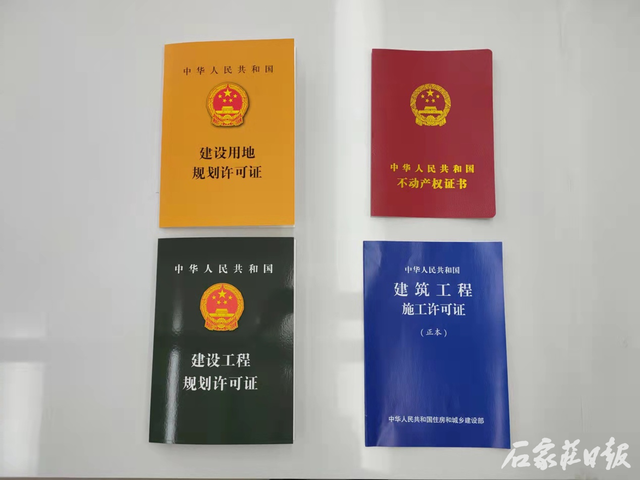 中华人民共和国
建设用地
规划许可证
中华人民共和国
不动产权证书
中华人民共和国
建设工程
规划许可证
中华人民共和国
建筑工程
施工许可证
（正本）
中华人民共和国住房和城乡建设部
石家莊日報